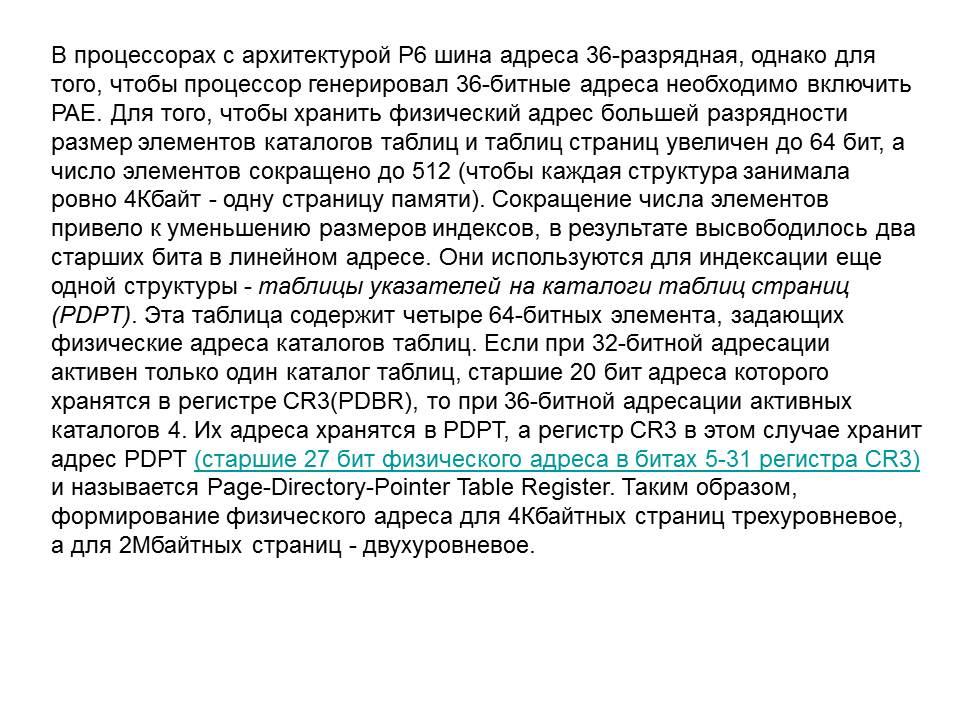 В процессорах с архитектурой P6 шина адреса 36-разрядная, однако для
того, чтобы процессор генерировал 36-битные адреса необходимо включить
PAE. Для того, чтобы хранить физический адрес большей разрядности
размер элементов каталогов таблиц и таблиц страниц увеличен до 64 бит, а
число элементов сокращено до 512 (чтобы каждая структура занимала
ровно 4Кбайт - одну страницу памяти). Сокращение числа элементов
привело к уменьшению размеров индексов, в результате высвободилось два
старших бита в линейном адресе. Они используются для индексации еще
одной структуры - таблицы указателей на каталоги таблиц страниц
(PDPT). Эта таблица содержит четыре 64-битных элемента, задающих
физические адреса каталогов таблиц. Если при 32-битной адресации
активен только один каталог таблиц, старшие 20 бит адреса которого
хранятся в регистре CR3(PDBR), то при 36-битной адресации активных
каталогов 4. Их адреса хранятся в PDPT, а регистр CR3 в этом случае хранит
адрес PDPT (старшие 27 бит физического адреса в битах 5-31 регистра CR3)
и называется Page-Directory-Pointer Table Register. Таким образом,
формирование физического адреса для 4Кбайтных страниц трехуровневое,
а для 2Мбайтных страниц - двухуровневое.